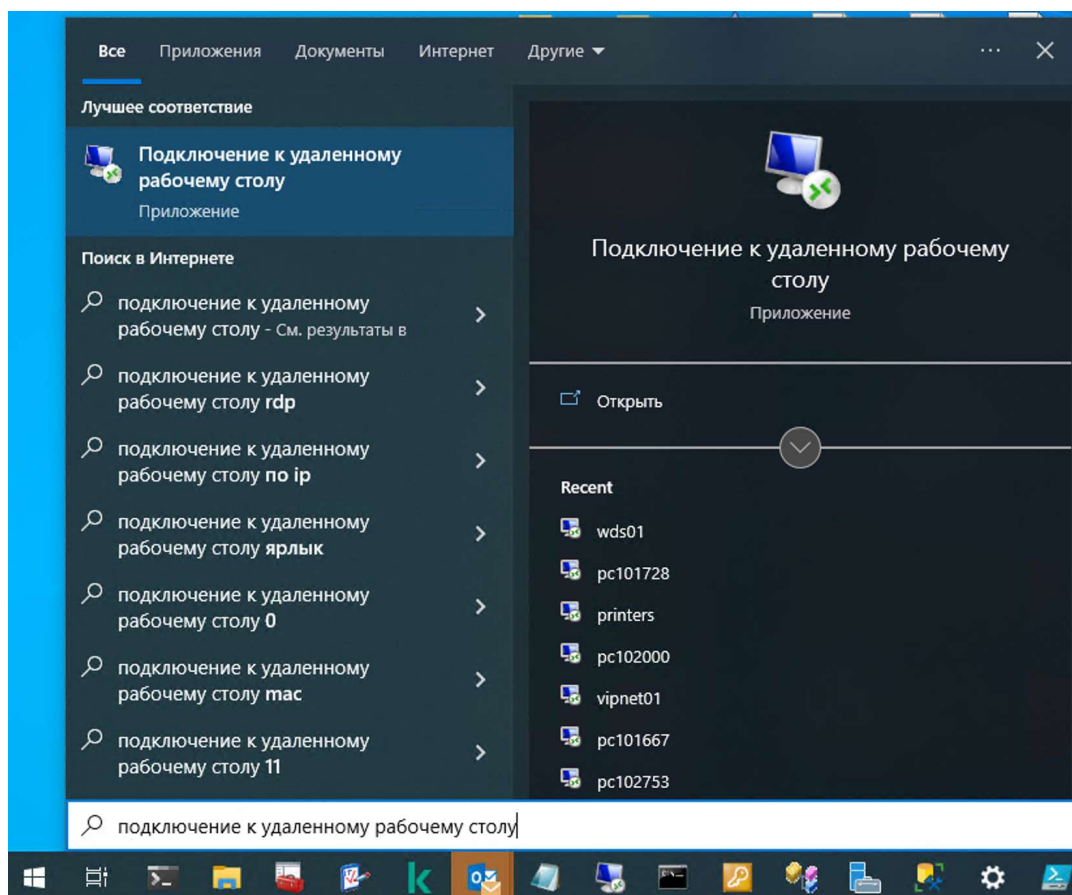 Все Приложения Документы Интернет Другие
Лучшее соответствие
Подключение к удаленному
рабочему столу
Приложение
Поиск в Интернете
подключение к удаленному
рабочему столу - См. результаты в
подключение к удаленному
рабочему столу rdp
подключение к удаленному
рабочему столу по ip
подключение к удаленному
рабочему столу ярлык
подключение к удаленному
рабочему столу 0
подключение к удаленному
рабочему столу mac
подключение к удаленному
рабочему столу 11
Подключение к удаленному рабочему
столу
Приложение
Открыть
Recent
wds01
pc101728
printers
pc102000
vipnet01
pc101667
pc102753
подключение к удаленному рабочему столу